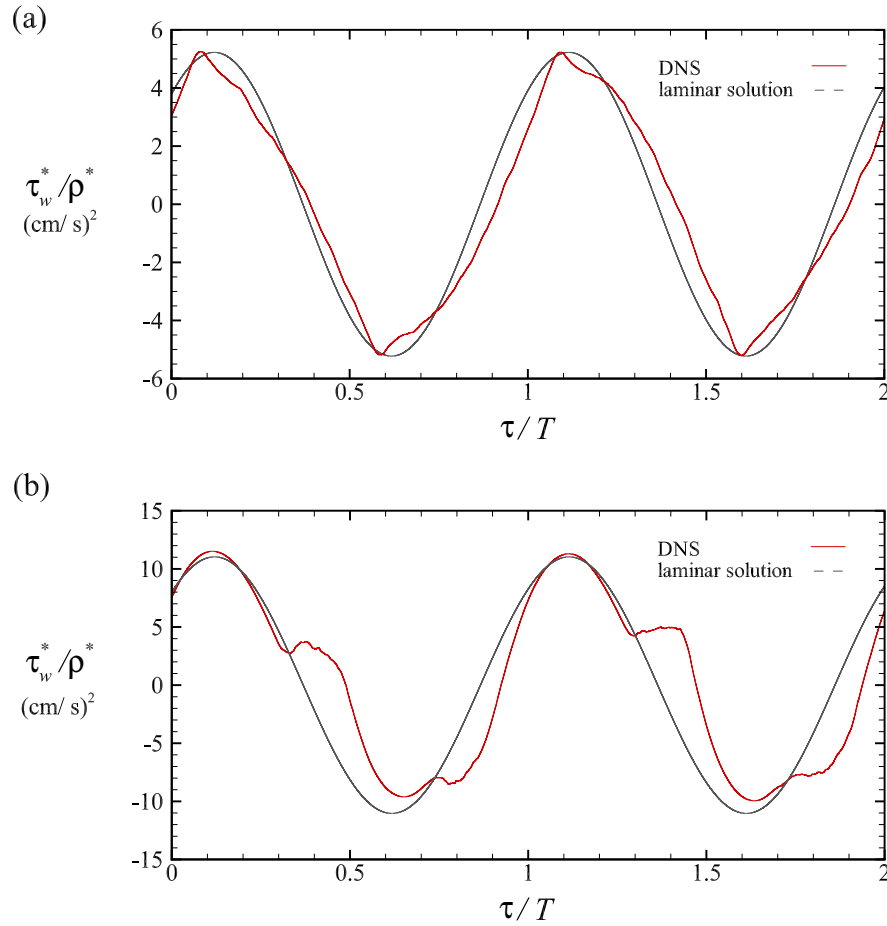 (a)
6
4
2
0
-2
-4
-6
τ*w/ρ*
(cm/ s)²
DNS
laminar solution
0
0.5
1
1.5
2
τ/T
(b)
15
10
5
0
-5
-10
-15
τ*w/ρ*
(cm/ s)²
DNS
laminar solution
0
0.5
1
1.5
2
τ/T